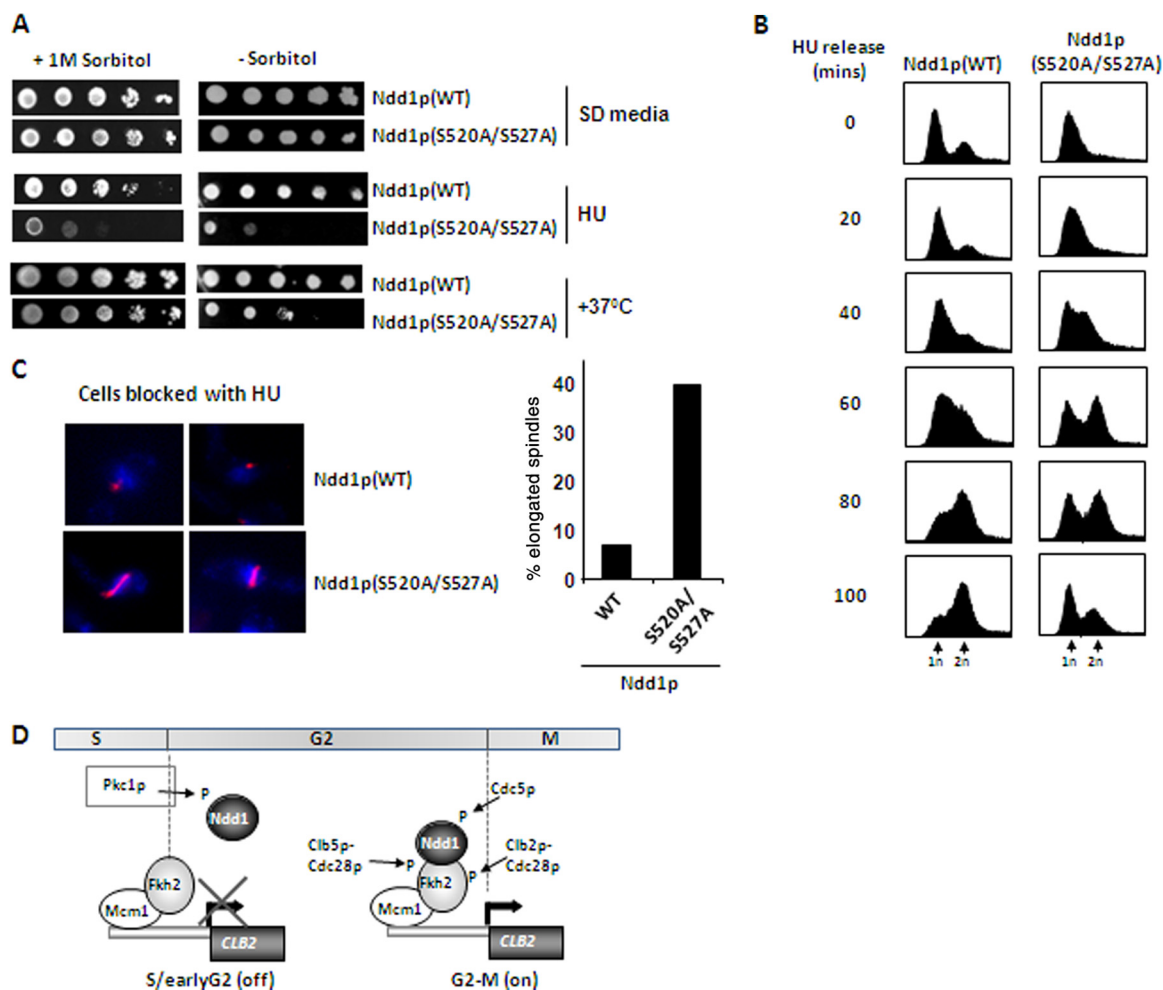 A
+ 1M Sorbitol
- Sorbitol
Ndd1p(WT)
Ndd1p(S520A/S527A)
SD media
Ndd1p(WT)
Ndd1p(S520A/S527A)
HU
Ndd1p(WT)
Ndd1p(S520A/S527A)
+37⁰C
B
HU release
(mins)
Ndd1p(WT)
Ndd1p
(S520A/S527A)
0
20
40
60
80
100
1n
2n
1n
2n
C
Cells blocked with HU
Ndd1p(WT)
Ndd1p(S520A/S527A)
% elongated spindles
40
30
20
10
0
WT
S520A/
S527A
Ndd1p
D
S
G2
M
Pkc1p
P
Ndd1
Fkh2
Mcm1
CLB2
S/earlyG2 (off)
Cdc5p
P
Ndd1
Clb5p-
Cdc28p
P
Fkh2
P
Clb2p-
Cdc28p
Mcm1
CLB2
G2-M (on)